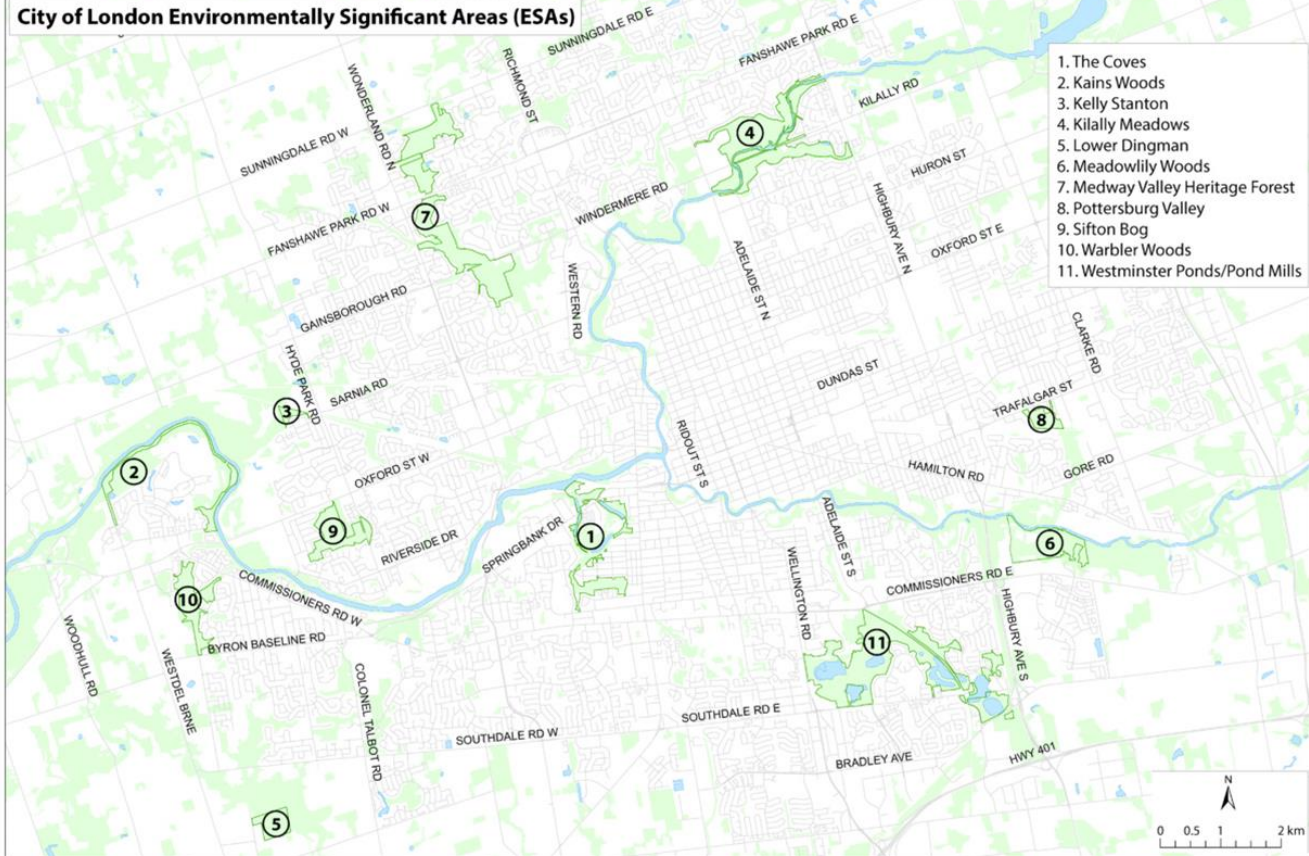 City of London Environmentally Significant Areas (ESAs)
SUNNINGDALE RD E
FANSHAWE PARK RD E
RICHMOND ST
WONDERLAND RD N
KILALLY RD
SUNNINGDALE RD W
4
HURON ST
WINDERMERE RD
HIGHBURY AVE N
7
FANSHAWE PARK RD W
OXFORD ST E
WESTERN RD
ADELAIDE ST N
GAINSBOROUGH RD
CLARKE RD
HYDE PARK RD
SARNIA RD
DUNDAS ST
TRAFALGAR ST
3
8
RIDOUT ST S
OXFORD ST W
2
HAMILTON RD
GORE RD
9
RIVERSIDE DR
SPRINGBANK DR
1
ADELAIDE ST S
6
WELLINGTON RD
COMMISSIONERS RD E
COMMISSIONERS RD W
10
HIGHBURY AVE S
BYRON BASELINE RD
11
WOODHULL RD
WESTDEL BRNE
COLONEL TALBOT RD
SOUTHDALE RD E
SOUTHDALE RD W
BRADLEY AVE
HWY 401
5
1. The Coves
2. Kains Woods
3. Kelly Stanton
4. Kilally Meadows
5. Lower Dingman
6. Meadowlily Woods
7. Medway Valley Heritage Forest
8. Pottersburg Valley
9. Sifton Bog
10. Warbler Woods
11. Westminster Ponds/Pond Mills
N
0 0.5 1 2 km